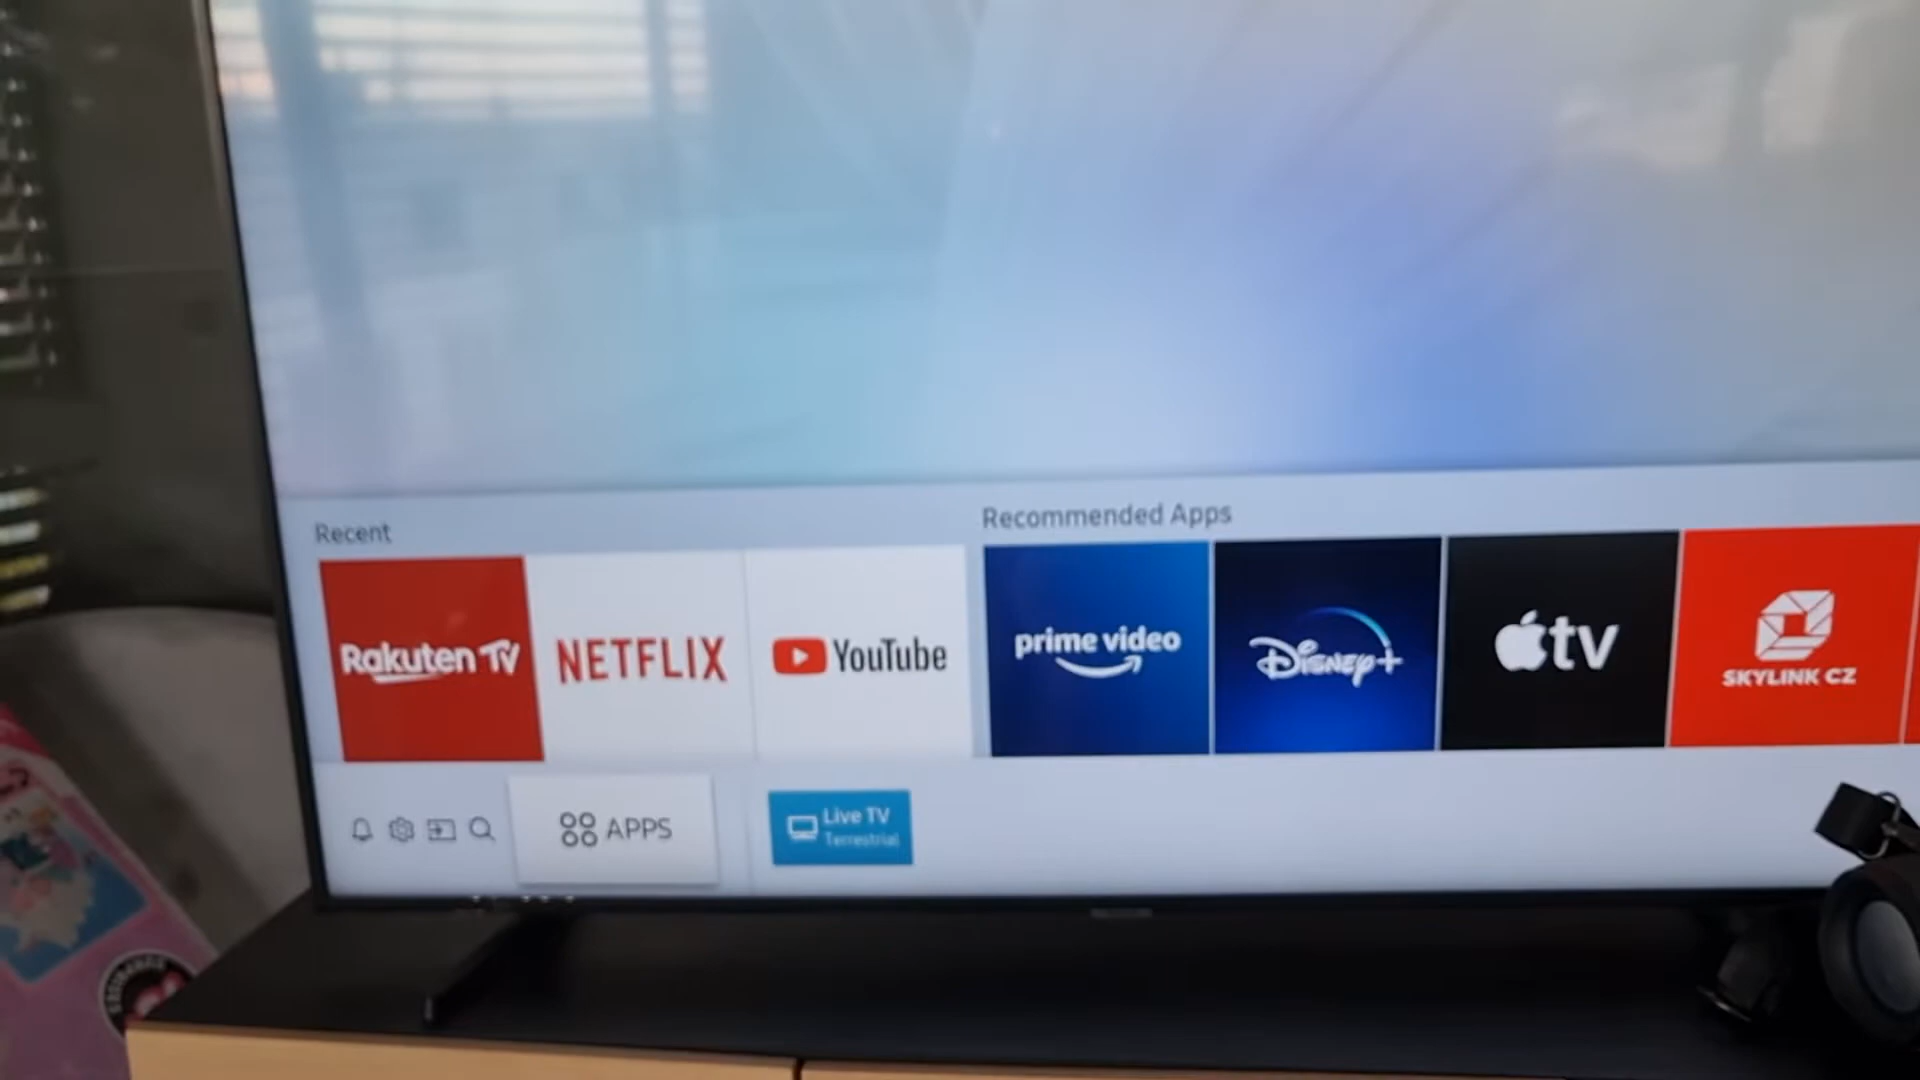 Recent
Recommended Apps
Rakuten TV
NETFLIX
YouTube
prime video
Disney+
tv
SKYLINK CZ
APPS
Live TV
Terrestrial